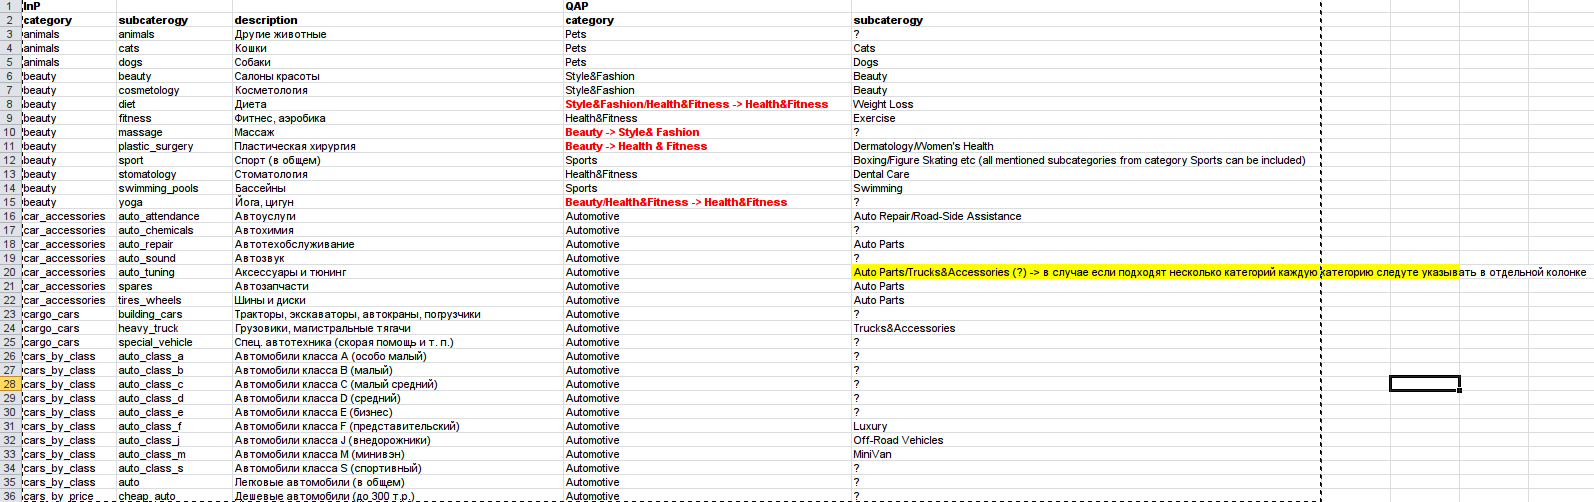 1 InP QAP
2 category subcaterogy description category subcaterogy
3 animals animals Другие животные Pets ?
4 animals cats Кошки Pets Cats
5 animals dogs Собаки Pets Dogs
6 beauty beauty Салоны красоты Style&Fashion Beauty
7 beauty cosmetology Косметология Style&Fashion Beauty
8 beauty diet Диета Style&Fashion/Health&Fitness -> Health&Fitness Weight Loss
9 beauty fitness Фитнес, аэробика Health&Fitness Exercise
10 beauty massage Массаж Beauty -> Style& Fashion ?
11 beauty plastic_surgery Пластическая хирургия Beauty -> Health & Fitness Dermatology/Women's Health
12 beauty sport Спорт (в общем) Sports Boxing/Figure Skating etc (all mentioned subcategories from category Sports can be included)
13 beauty stomatology Стоматология Health&Fitness Dental Care
14 beauty swimming_pools Бассейны Sports Swimming
15 beauty yoga Йога, цигун Beauty/Health&Fitness -> Health&Fitness ?
16 car_accessories auto_attendance Автоуслуги Automotive Auto Repair/Road-Side Assistance
17 car_accessories auto_chemicals Автохимия Automotive ?
18 car_accessories auto_repair Автотехобслуживание Automotive Auto Parts
19 car_accessories auto_sound Автозвук Automotive ?
20 car_accessories auto_tuning Аксессуары и тюнинг Automotive Auto Parts/Trucks&Accessories (?) -> в случае если подходят несколько категорий каждую категорию следуте указывать в отдельной колонке
21 car_accessories spares Автозапчасти Automotive Auto Parts
22 car_accessories tires_wheels Шины и диски Automotive Auto Parts
23 cargo_cars building_cars Тракторы, экскаваторы, автокраны, погрузчики Automotive ?
24 cargo_cars heavy_truck Грузовики, магистральные тягачи Automotive Trucks&Accessories
25 cargo_cars special_vehicle Спец. автотехника (скорая помощь и т. п.) Automotive ?
26 cars_by_class auto_class_a Автомобили класса A (особо малый) Automotive ?
27 cars_by_class auto_class_b Автомобили класса B (малый) Automotive ?
28 cars_by_class auto_class_c Автомобили класса C (малый средний) Automotive ?
29 cars_by_class auto_class_d Автомобили класса D (средний) Automotive ?
30 cars_by_class auto_class_e Автомобили класса E (бизнес) Automotive ?
31 cars_by_class auto_class_f Автомобили класса F (представительский) Automotive Luxury
32 cars_by_class auto_class_j Автомобили класса J (внедорожники) Automotive Off-Road Vehicles
33 cars_by_class auto_class_m Автомобили класса M (минивэн) Automotive MiniVan
34 cars_by_class auto_class_s Автомобили класса S (спортивный) Automotive ?
35 cars_by_class auto Легковые автомобили (в общем) Automotive ?
36 cars_by_price cheap_auto Дешевые автомобили (до 300 т.р.) Automotive ?